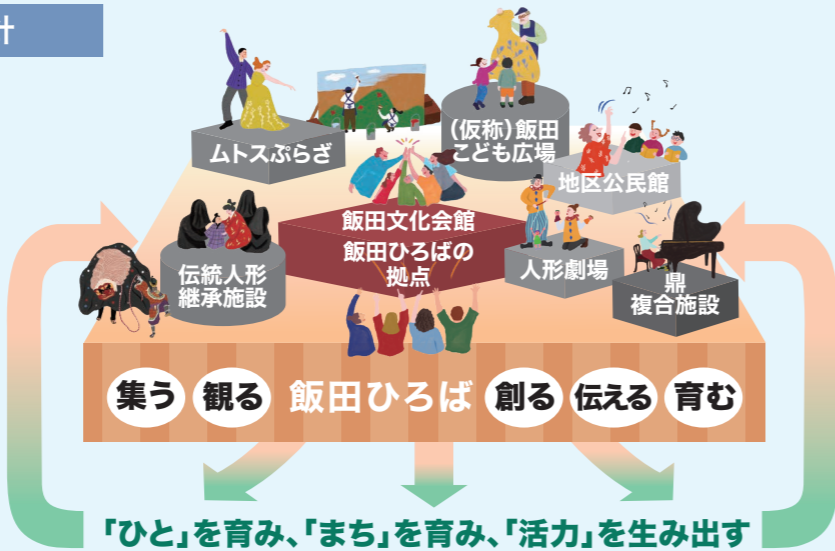 計
ムトスぷらざ
(仮称)飯田
こども広場
地区公民館
飯田文化会館
飯田ひろばの
拠点
伝統人形
継承施設
人形劇場
鼎
複合施設
集う 観る 飯田ひろば 創る 伝える 育む
「ひと」を育み、「まち」を育み、「活力」を生み出す